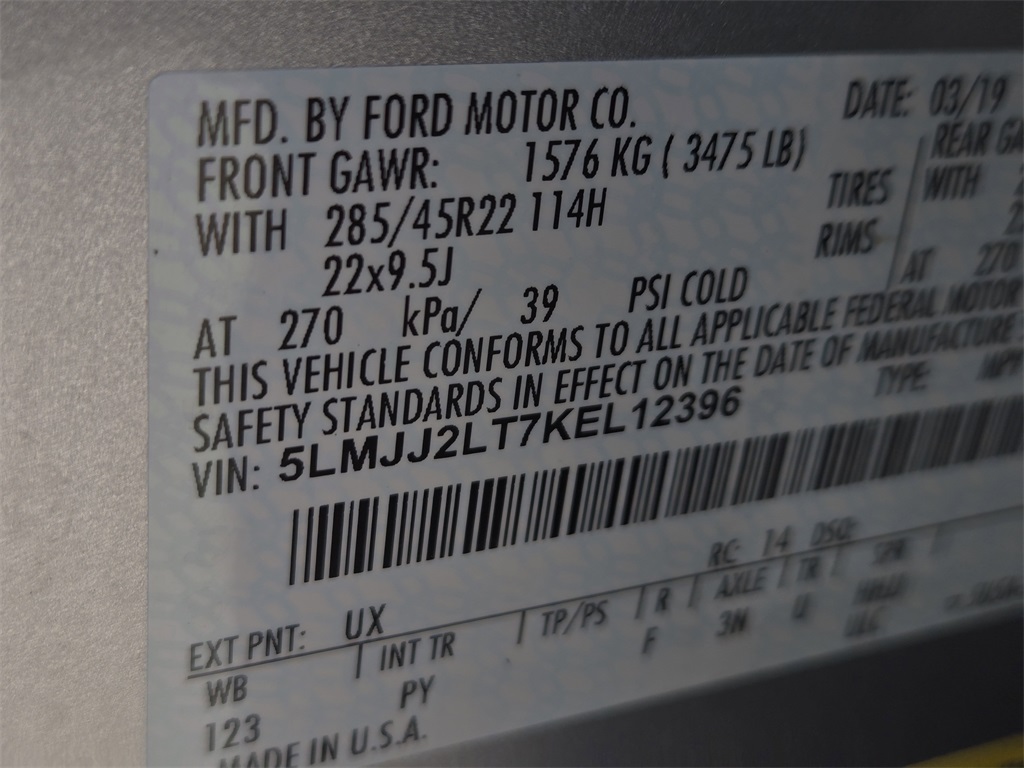 MFD. BY FORD MOTOR CO. DATE: 03/19
FRONT GAWR: 1576 KG ( 3475 LB) REAR GA
WITH 285/45R22 114H TIRES WITH
22x9.5J RIMS
AT 270 kPa/ 39 PSI COLD AT 270
THIS VEHICLE CONFORMS TO ALL APPLICABLE FEDERAL MOTOR
SAFETY STANDARDS IN EFFECT ON THE DATE OF MANUFACTURE
VIN: 5LMJJ2LT7KEL12396 TYPE:
RC: 14 DSO:
EXT PNT: UX
WB INT TR TP/PS R AXLE TR SPR
123 PY F 3N U
MADE IN U.S.A.